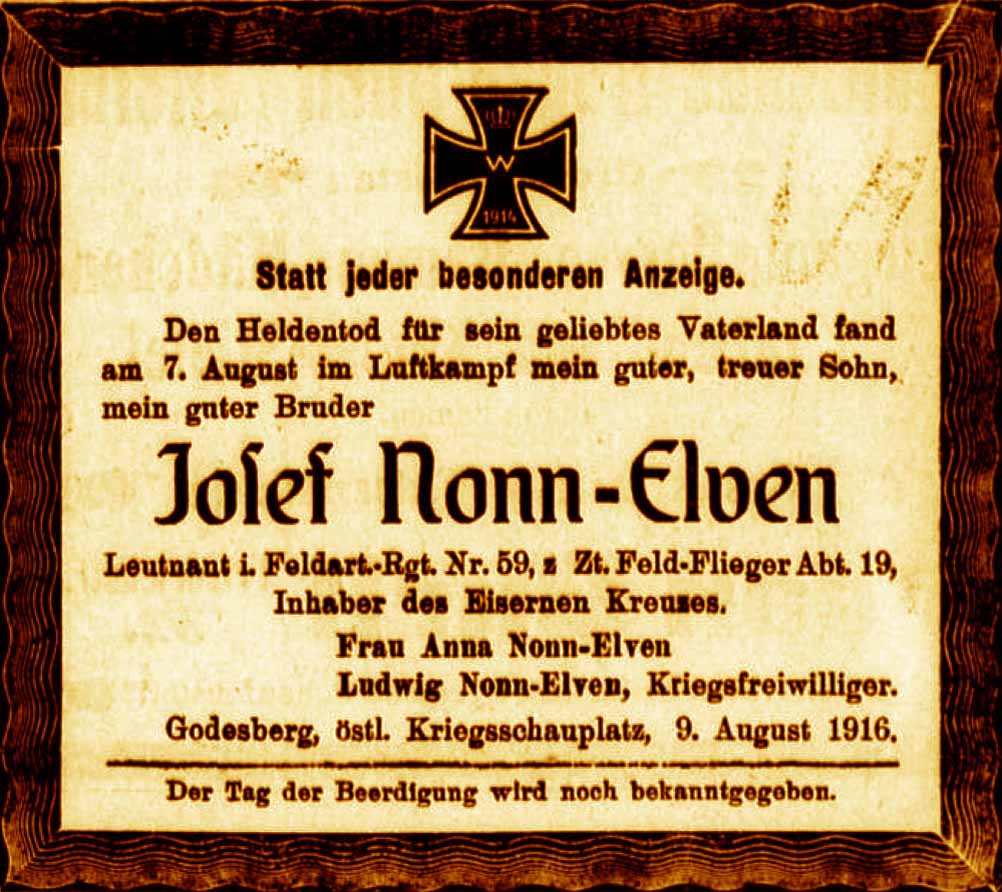 W
1914
Statt jeder besonderen Anzeige.
Den Heldentod für sein geliebtes Vaterland fand
am 7. August im Luftkampf mein guter, treuer Sohn,
mein guter Bruder
Josef Nonn-Elven
Leutnant i. Feldart.-Rgt. Nr. 59, z Zt. Feld-Flieger Abt. 19,
Inhaber des Eisernen Kreuzes.
Frau Anna Nonn-Elven
Ludwig Nonn-Elven, Kriegsfreiwilliger.
Godesberg, östl. Kriegsschauplatz, 9. August 1916.
Der Tag der Beerdigung wird noch bekanntgegeben.